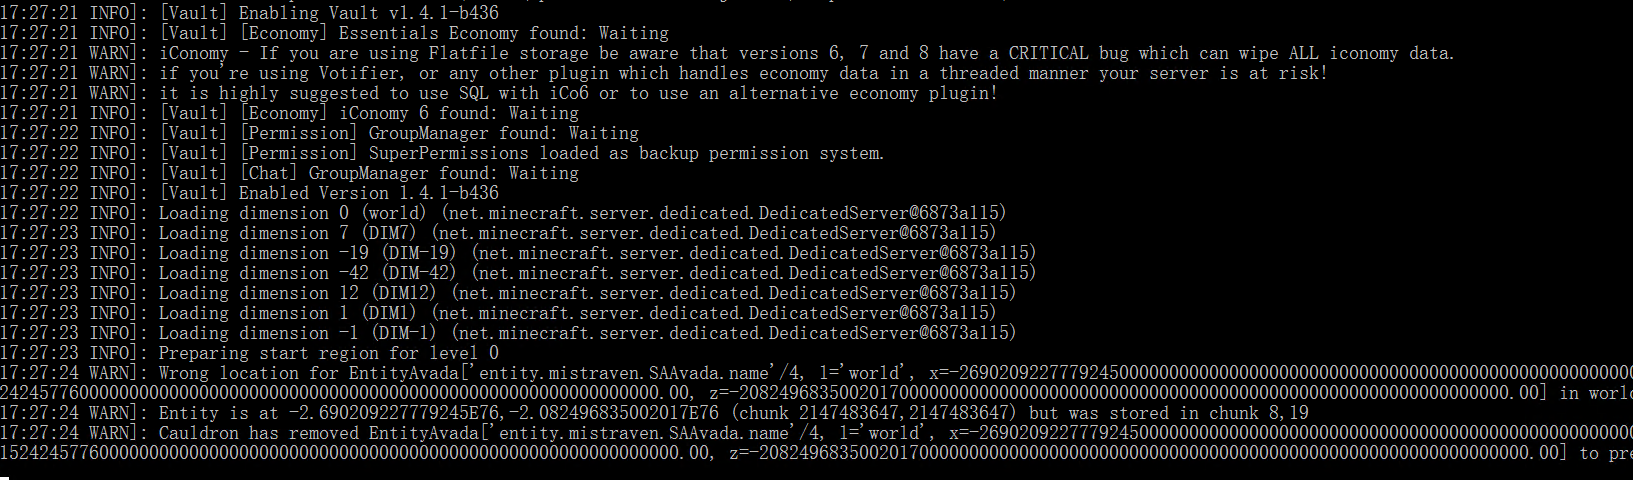 17:27:21 INFO]: [Vault] Enabling Vault v1.4.1-b436
17:27:21 INFO]: [Vault] [Economy] Essentials Economy found: Waiting
17:27:21 WARN]: iConomy - If you are using Flatfile storage be aware that versions 6, 7 and 8 have a CRITICAL bug which can wipe ALL iconomy data.
17:27:21 WARN]: if you're using Votifier, or any other plugin which handles economy data in a threaded manner your server is at risk!
17:27:21 WARN]: it is highly suggested to use SQL with iCo6 or to use an alternative economy plugin!
17:27:21 INFO]: [Vault] [Economy] iConomy 6 found: Waiting
17:27:22 INFO]: [Vault] [Permission] GroupManager found: Waiting
17:27:22 INFO]: [Vault] [Permission] SuperPermissions loaded as backup permission system.
17:27:22 INFO]: [Vault] [Chat] GroupManager found: Waiting
17:27:22 INFO]: [Vault] Enabled Version 1.4.1-b436
17:27:22 INFO]: Loading dimension 0 (world) (net.minecraft.server.dedicated.DedicatedServer@6873a115)
17:27:23 INFO]: Loading dimension 7 (DIM7) (net.minecraft.server.dedicated.DedicatedServer@6873a115)
17:27:23 INFO]: Loading dimension -19 (DIM-19) (net.minecraft.server.dedicated.DedicatedServer@6873a115)
17:27:23 INFO]: Loading dimension -42 (DIM-42) (net.minecraft.server.dedicated.DedicatedServer@6873a115)
17:27:23 INFO]: Loading dimension 12 (DIM12) (net.minecraft.server.dedicated.DedicatedServer@6873a115)
17:27:23 INFO]: Loading dimension 1 (DIM1) (net.minecraft.server.dedicated.DedicatedServer@6873a115)
17:27:23 INFO]: Loading dimension -1 (DIM-1) (net.minecraft.server.dedicated.DedicatedServer@6873a115)
17:27:23 INFO]: Preparing start region for level 0
17:27:24 WARN]: Wrong location for EntityAvada['entity.mistraven.SAAvada.name'/4, l='world', x=-26902092277792450000000000000000000000000000000000000000000000000000
24245776000000000000000000000000000000000000000000000000000000000000.00, z=-20824968350020170000000000000000000000000000000000000000000000000000000000000.00] in worl
17:27:24 WARN]: Entity is at -2.690209227779245E76,-2.082496835002017E76 (chunk 2147483647,2147483647) but was stored in chunk 8,19
17:27:24 WARN]: Cauldron has removed EntityAvada['entity.mistraven.SAAvada.name'/4, l='world', x=-269020922777924500000000000000000000000000000000000000000000000000
15242457760000000000000000000000000000000000000000000000000000000000.00, z=-20824968350020170000000000000000000000000000000000000000000000000000000000000.00] to pre